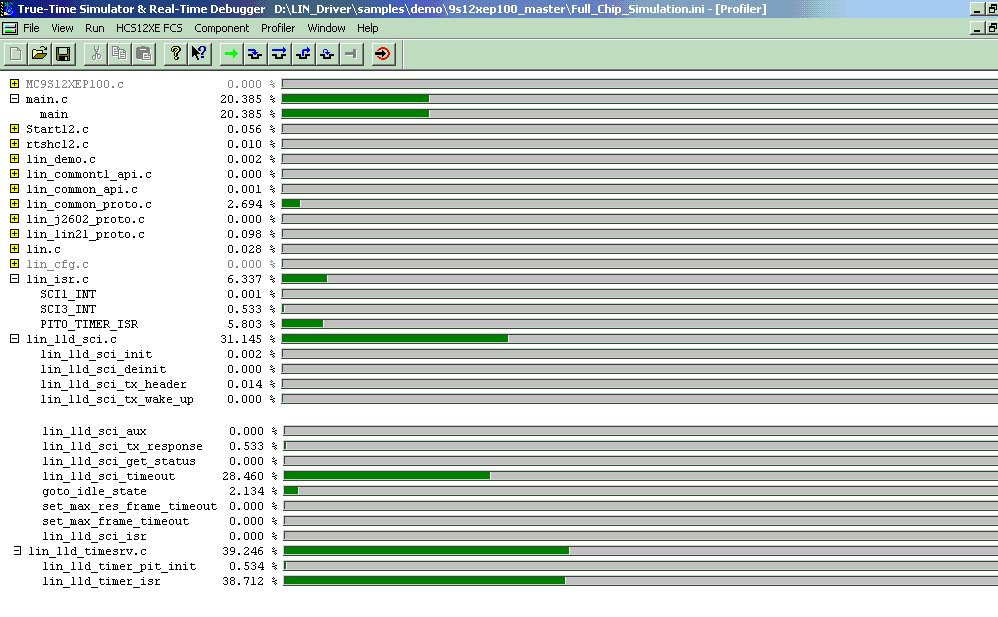 True-Time Simulator & Real-Time Debugger D:\LIN_Driver\samples\demo\9s12xep100_master\Full_Chip_Simulation.ini - [Profiler]
File View Run HCS12XE FCS Component Profiler Window Help
MC9S12XEP100.c 0.000 %
main.c 20.385 %
main 20.385 %
Start12.c 0.056 %
rtshc12.c 0.010 %
lin_demo.c 0.002 %
lin_commontl_api.c 0.000 %
lin_common_api.c 0.001 %
lin_common_proto.c 2.694 %
lin_j2602_proto.c 0.000 %
lin_lin21_proto.c 0.098 %
lin.c 0.028 %
lin_cfg.c 0.000 %
lin_isr.c 6.337 %
SCI1_INT 0.001 %
SCI3_INT 0.533 %
PIT0_TIMER_ISR 5.803 %
lin_lld_sci.c 31.145 %
lin_lld_sci_init 0.002 %
lin_lld_sci_deinit 0.000 %
lin_lld_sci_tx_header 0.014 %
lin_lld_sci_tx_wake_up 0.000 %
lin_lld_sci_aux 0.000 %
lin_lld_sci_tx_response 0.533 %
lin_lld_sci_get_status 0.000 %
lin_lld_sci_timeout 28.460 %
goto_idle_state 2.134 %
set_max_res_frame_timeout 0.000 %
set_max_frame_timeout 0.000 %
lin_lld_sci_isr 0.000 %
lin_lld_timesrv.c 39.246 %
lin_lld_timer_pit_init 0.534 %
lin_lld_timer_isr 38.712 %